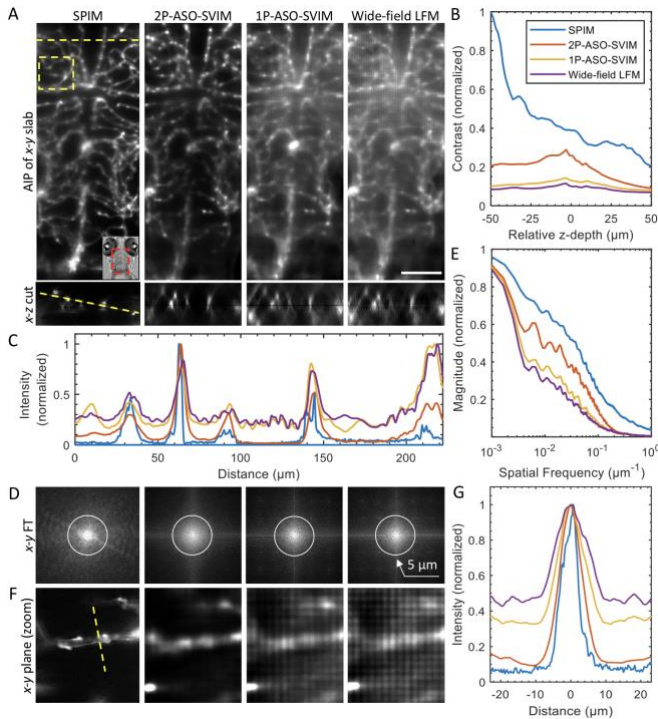 A SPIM 2P-ASO-SVIM 1P-ASO-SVIM Wide-field LFM
AIP of x-y slab
x-z cut
B
Contrast (normalized)
1
0.8
0.6
0.4
0.2
0
SPIM
2P-ASO-SVIM
1P-ASO-SVIM
Wide-field LFM
-50 -25 0 25 50
Relative z-depth [μm]
C
Intensity
(normalized)
1
0.5
0
0 50 100 150 200
Distance [μm]
D
x-y FT
5 μm
E
Magnitude (normalized)
1
0.8
0.6
0.4
0.2
10-3 10-2 10-1 100
Spatial Frequency [μm-1]
F
x-y plane (zoom)
G
Intensity (normalized)
1
0.8
0.6
0.4
0.2
0
-20 -10 0 10 20
Distance [μm]